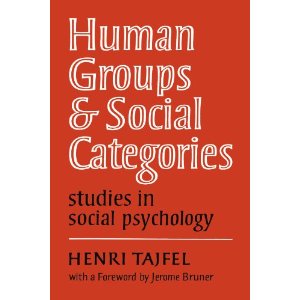 Human
Groups
& Social
Categories
studies in
social psychology
HENRI TAJFEL
with a Foreword by Jerome Bruner